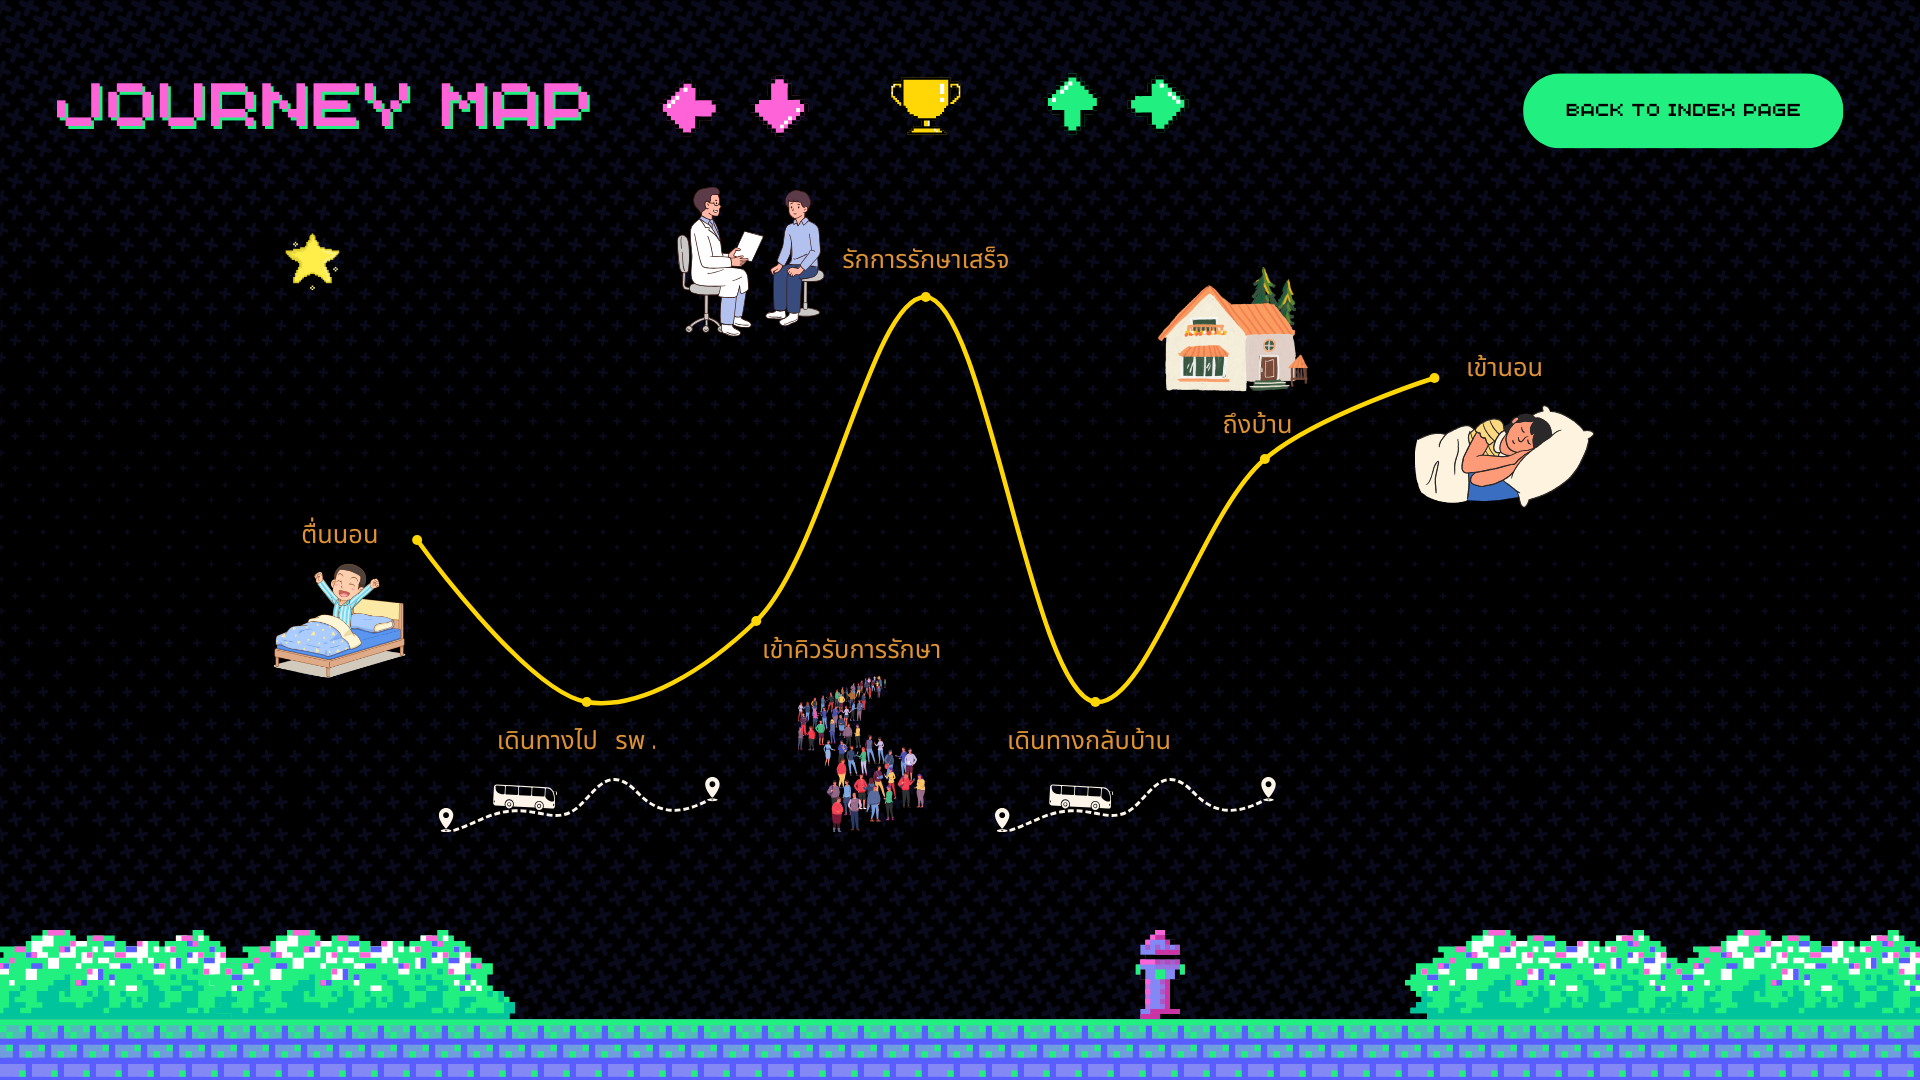 JOURNEY MAP
BACK TO INDEX PAGE
รักการรักษาเสร็จ
เข้านอน
ถึงบ้าน
ตื่นนอน
เข้าคิวรับการรักษา
เดินทางไป รพ.
เดินทางกลับบ้าน